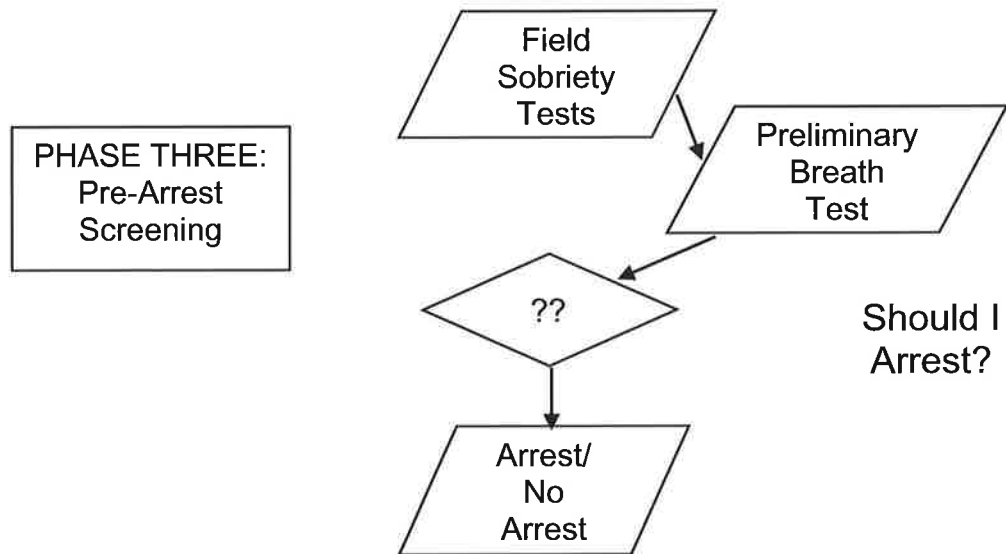 Field
Sobriety
Tests
PHASE THREE:
Pre-Arrest
Screening
Preliminary
Breath
Test
??
Should I
Arrest?
Arrest/
No
Arrest